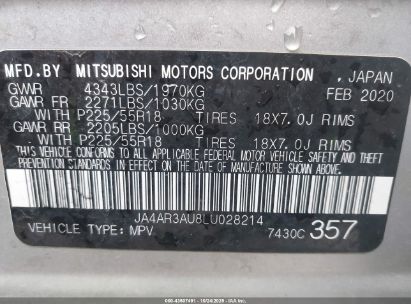 MFD.BY MITSUBISHI MOTORS CORPORATION , JAPAN
GVWR 4343LBS/1970KG FEB 2020
GAWR FR 2271LBS/1030KG
WITH P225/55R18 TIRES 18X7.0J RIMS
GAWR RR 2205LBS/1000KG
WITH P225/55R18 TIRES 18X7.0J RIMS
THIS VEHICLE CONFORMS TO ALL APPLICABLE FEDERAL MOTOR VEHICLE SAFETY, BUMPER AND THEFT
PREVENTION STANDARDS IN EFFECT ON THE DATE OF MANUFACTURE SHOWN ABOVE.
JA4AR3AU8LU028214
VEHICLE TYPE: MPV 7430C 357